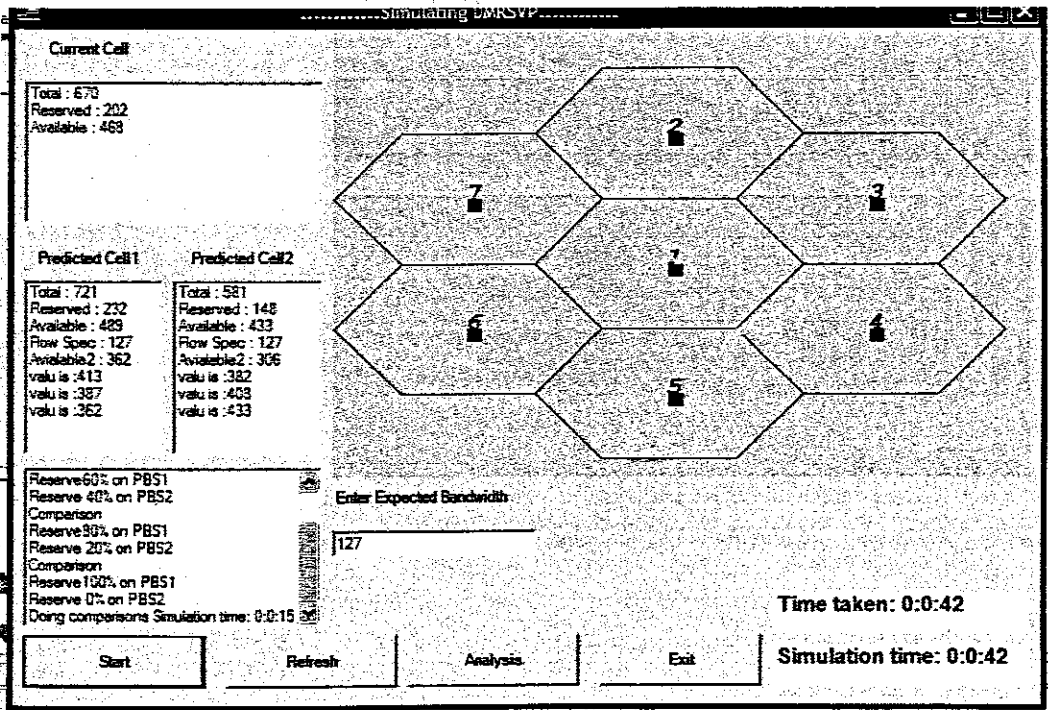 Simulating DMRSVP
Current Cell
Total : 670
Reserved : 202
Available : 468
Predicted Cell1
Predicted Cell2
Total : 721
Reserved : 232
Available : 489
Flow Spec : 127
Avialable2 : 362
valu is :413
valu is :387
valu is :362
Total : 581
Reserved : 148
Available : 433
Flow Spec : 127
Avialable2 : 306
valu is :382
valu is :408
valu is :433
Reserve60% on PBS1
Reserve 40% on PBS2
Comparison
Reserve80% on PBS1
Reserve 20% on PBS2
Comparison
Reserve100% on PBS1
Reserve 0% on PBS2
Doing comparisons Simulation time: 0:0:15
2
7
3
1
6
4
5
Enter Expected Bandwidth
127
Time taken: 0:0:42
Simulation time: 0:0:42
Start
Refresh
Analysis
Exit